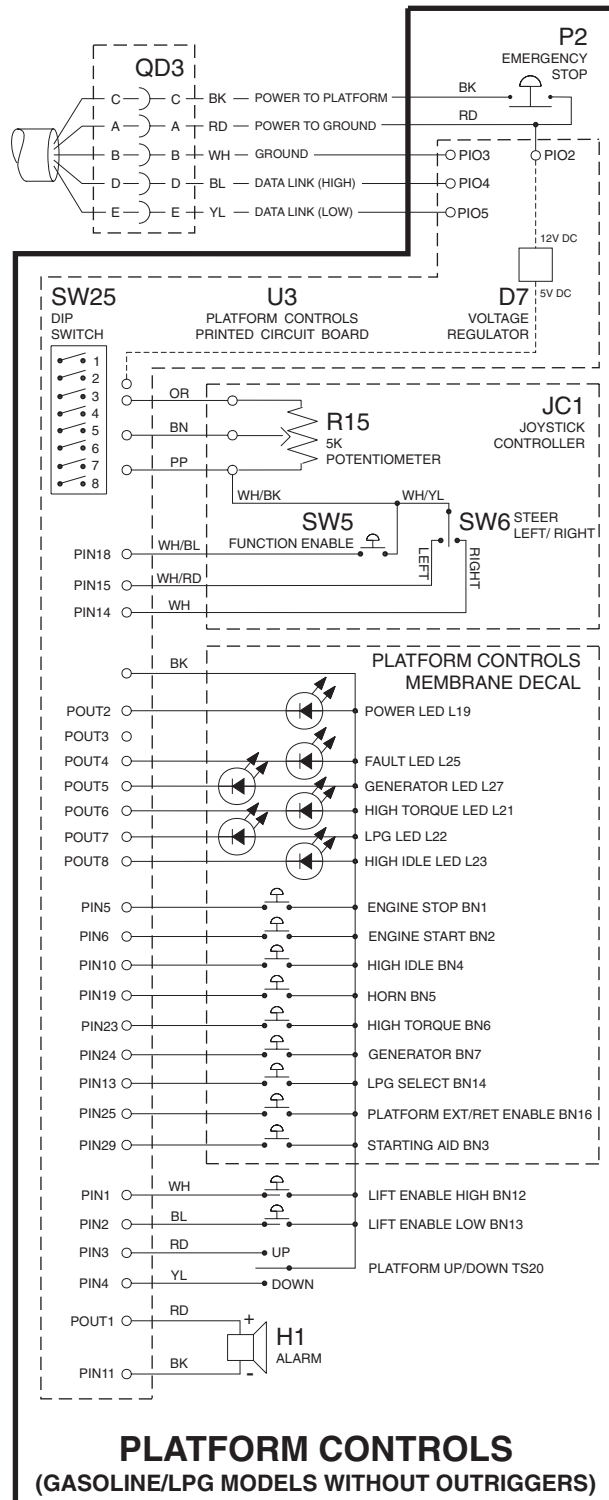 P2
EMERGENCY
STOP
QD3
C C BK POWER TO PLATFORM BK
A A RD POWER TO GROUND RD
B B WH GROUND PIO3 PIO2
D D BL DATA LINK (HIGH) PIO4
E E YL DATA LINK (LOW) PIO5
12V DC
5V DC
SW25
DIP
SWITCH
1
2
3
4
5
6
7
8
U3
PLATFORM CONTROLS
PRINTED CIRCUIT BOARD
D7
VOLTAGE
REGULATOR
OR
BN
PP
R15
5K
POTENTIOMETER
JC1
JOYSTICK
CONTROLLER
WH/BK WH/YL
SW5
FUNCTION ENABLE
SW6 STEER
LEFT/ RIGHT
LEFT
RIGHT
PIN18 WH/BL
PIN15 WH/RD
PIN14 WH
BK
PLATFORM CONTROLS
MEMBRANE DECAL
POUT2 POWER LED L19
POUT3
POUT4 FAULT LED L25
POUT5 GENERATOR LED L27
POUT6 HIGH TORQUE LED L21
POUT7 LPG LED L22
POUT8 HIGH IDLE LED L23
PIN5 ENGINE STOP BN1
PIN6 ENGINE START BN2
PIN10 HIGH IDLE BN4
PIN19 HORN BN5
PIN23 HIGH TORQUE BN6
PIN24 GENERATOR BN7
PIN13 LPG SELECT BN14
PIN25 PLATFORM EXT/RET ENABLE BN16
PIN29 STARTING AID BN3
PIN1 WH LIFT ENABLE HIGH BN12
PIN2 BL LIFT ENABLE LOW BN13
PIN3 RD UP
PLATFORM UP/DOWN TS20
PIN4 YL DOWN
POUT1 RD +
H1
ALARM
PIN11 BK -
PLATFORM CONTROLS
(GASOLINE/LPG MODELS WITHOUT OUTRIGGERS)